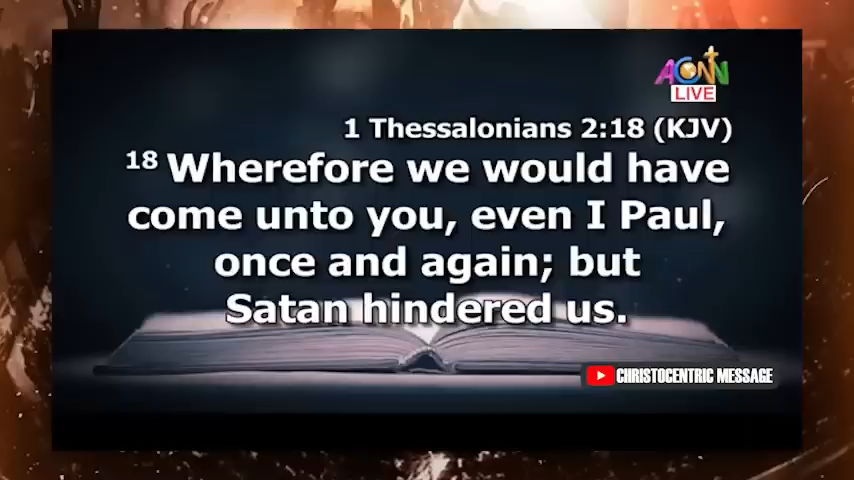 ACNN
LIVE
1 Thessalonians 2:18 (KJV)
18 Wherefore we would have
come unto you, even I Paul,
once and again; but
Satan hindered us.
CHRISTOCENTRIC MESSAGE